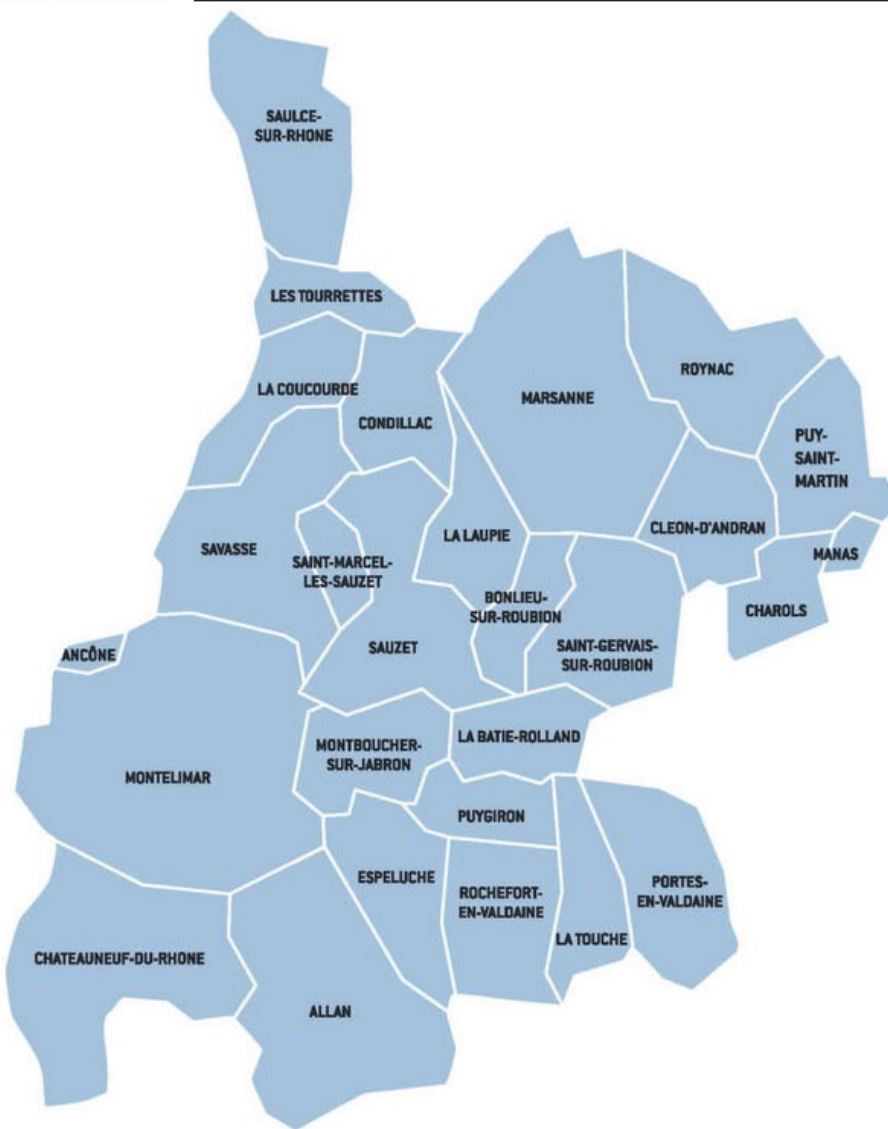 SAULCE-
SUR-RHONE
LES TOURRETTES
LA COUCOURDE
CONDILLAC
MARSANNE
ROYNAC
PUY-
SAINT-
MARTIN
SAVASSE
SAINT-MARCEL-
LES-SAUZET
LA LAUPIE
CLEON-D'ANDRAN
MANAS
BONLIEU-
SUR-ROUBION
CHAROLS
ANCÔNE
SAUZET
SAINT-GERVAIS-
SUR-ROUBION
MONTELIMAR
MONTBOUCHER-
SUR-JABRON
LA BATIE-ROLLAND
PUYGIRON
ESPELUCHE
ROCHEFORT-
EN-VALDAINE
PORTES-
EN-VALDAINE
LA TOUCHE
CHATEAUNEUF-DU-RHONE
ALLAN